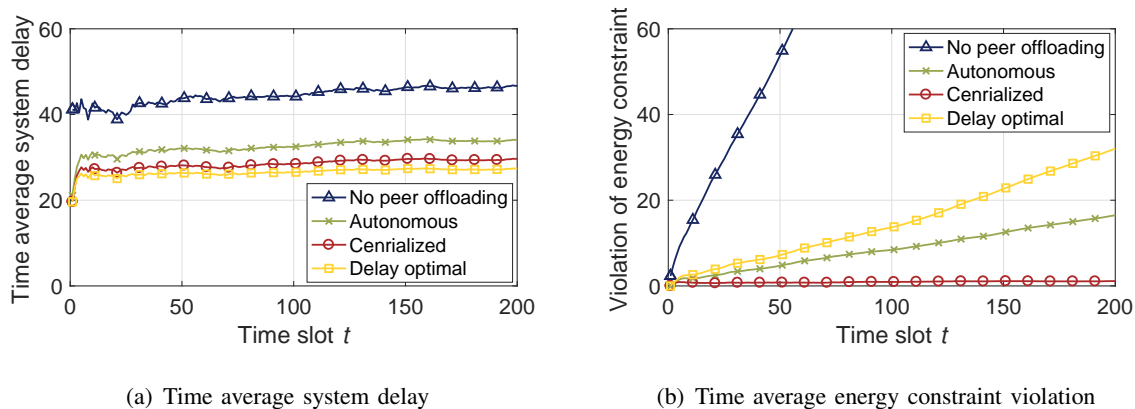 Time average system delay
60
40
20
0
0 50 100 150 200
Time slot t
No peer offloading
Autonomous
Cenrialized
Delay optimal
(a) Time average system delay
Violation of energy constraint
60
40
20
0
0 50 100 150 200
Time slot t
No peer offloading
Autonomous
Cenrialized
Delay optimal
(b) Time average energy constraint violation